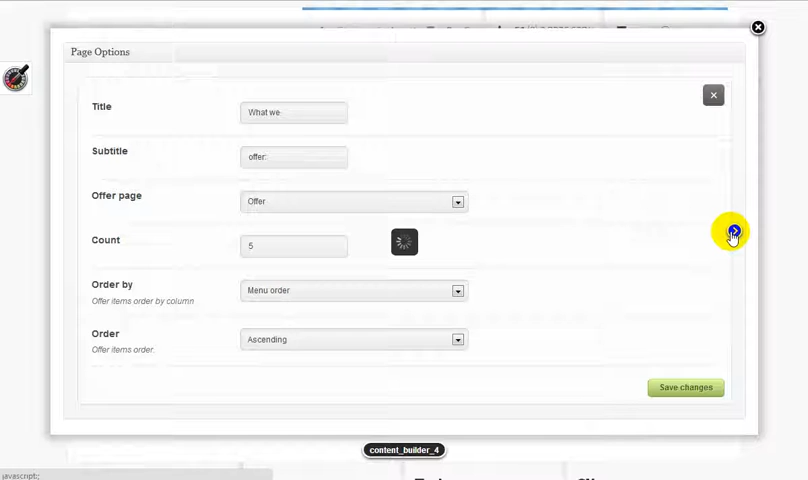 Page Options
Title
What we
Subtitle
offer:
Offer page
Offer
Count
5
Order by
Menu order
Offer items order by column
Order
Ascending
Offer items order.
Save changes
content_builder_4
javascript:;